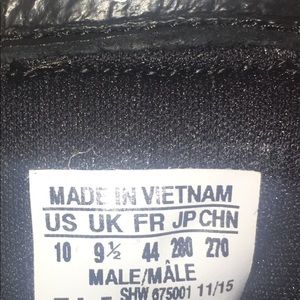 MADE IN VIETNAM
US UK FR JP CHN
10 9½ 44 280 270
MALE/MÂLE
SHW 675001 11/15